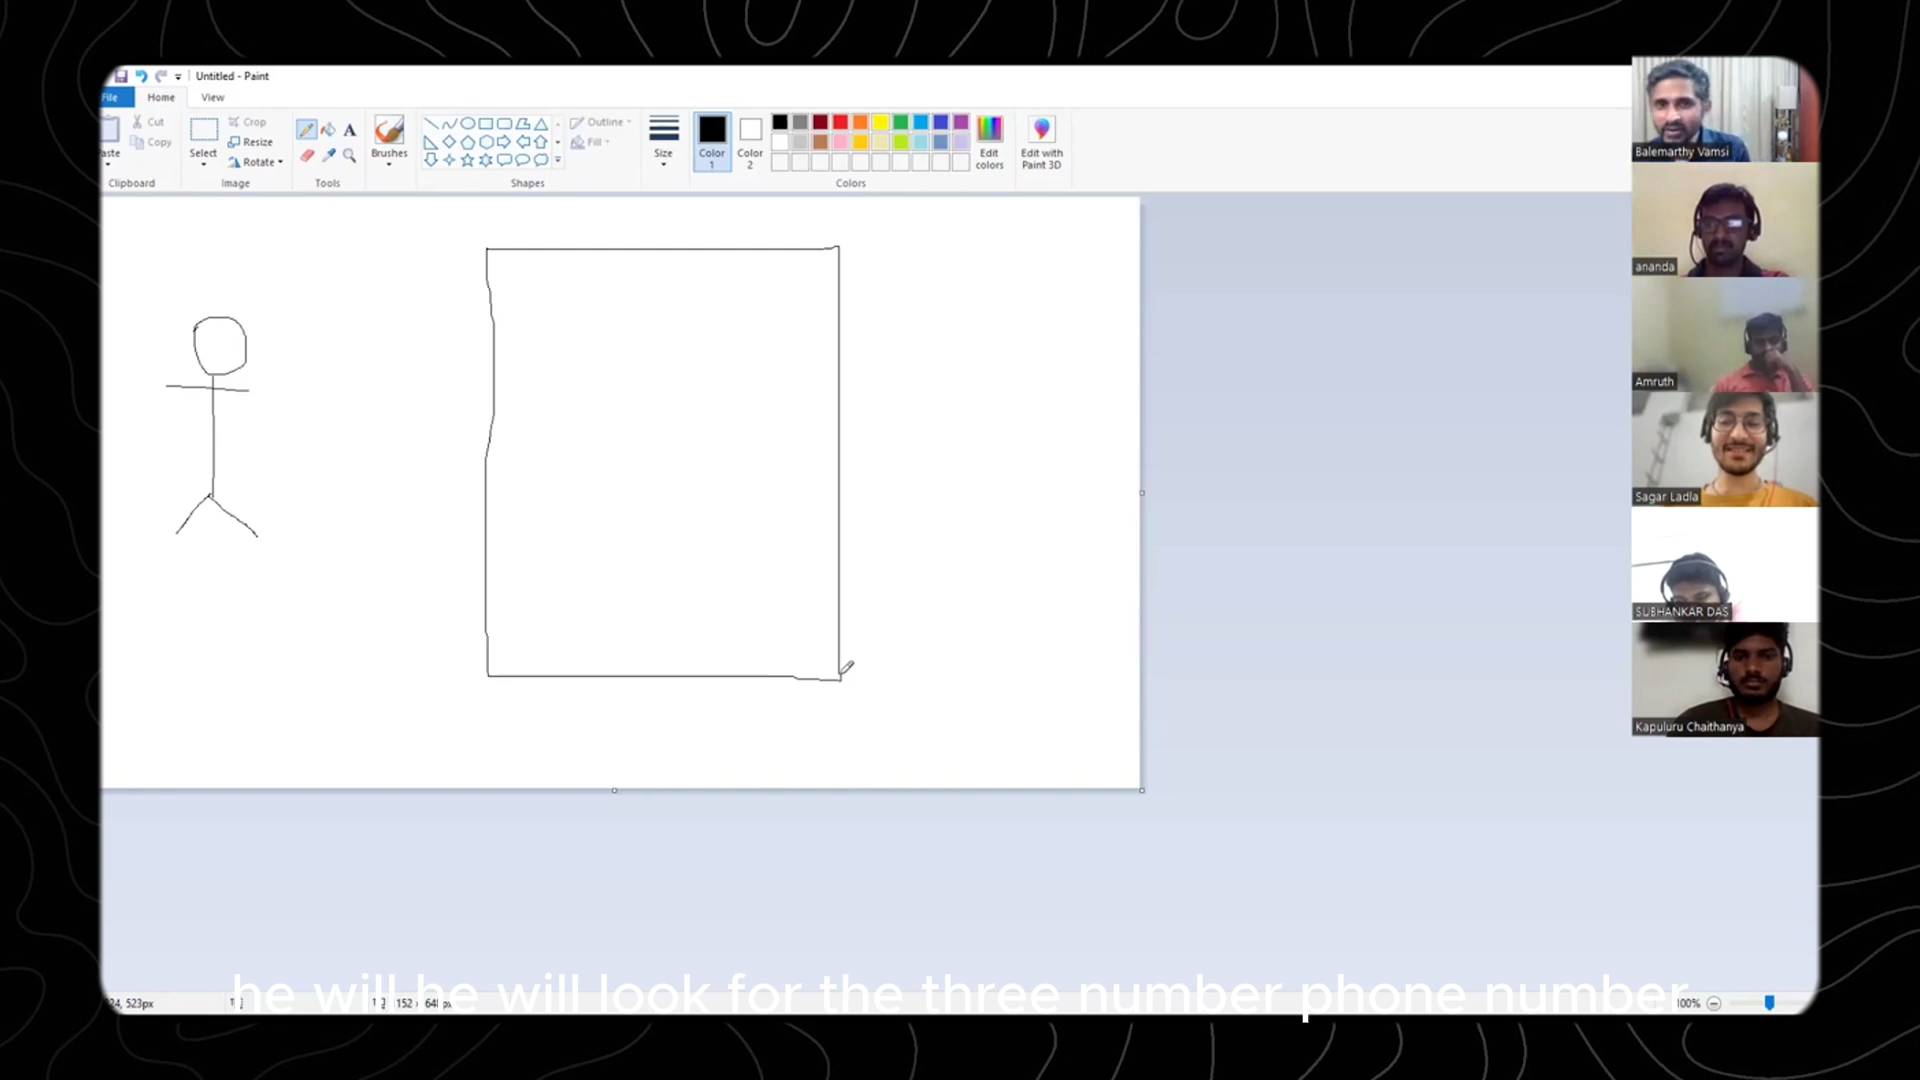 Untitled - Paint
File Home View
Cut
Copy
Select
Crop
Resize
Rotate
Brushes
Outline
Fill
Size
Color 1
Color 2
Edit colors
Edit with Paint 3D
Clipboard
Image
Tools
Shapes
Colors
Balemarthy Vamsi
ananda
Amruth
Sagar Ladla
SUBHANKAR DAS
Kapuluru Chaithanya
he will he will look for the three number phone number
100%